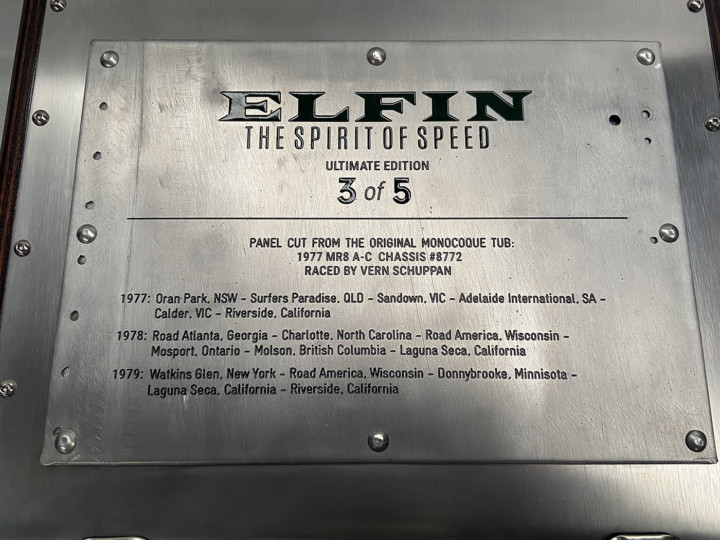 ELFIN
THE SPIRIT OF SPEED
ULTIMATE EDITION
3 of 5
PANEL CUT FROM THE ORIGINAL MONOCOQUE TUB:
1977 MR8 A-C CHASSIS #8772
RACED BY VERN SCHUPPAN
1977: Oran Park, NSW - Surfers Paradise, QLD - Sandown, VIC - Adelaide International, SA -
Calder, VIC - Riverside, California
1978: Road Atlanta, Georgia - Charlotte, North Carolina - Road America, Wisconsin -
Mosport, Ontario - Molson, British Columbia - Laguna Seca, California
1979: Watkins Glen, New York - Road America, Wisconsin - Donnybrooke, Minnisota -
Laguna Seca, California - Riverside, California